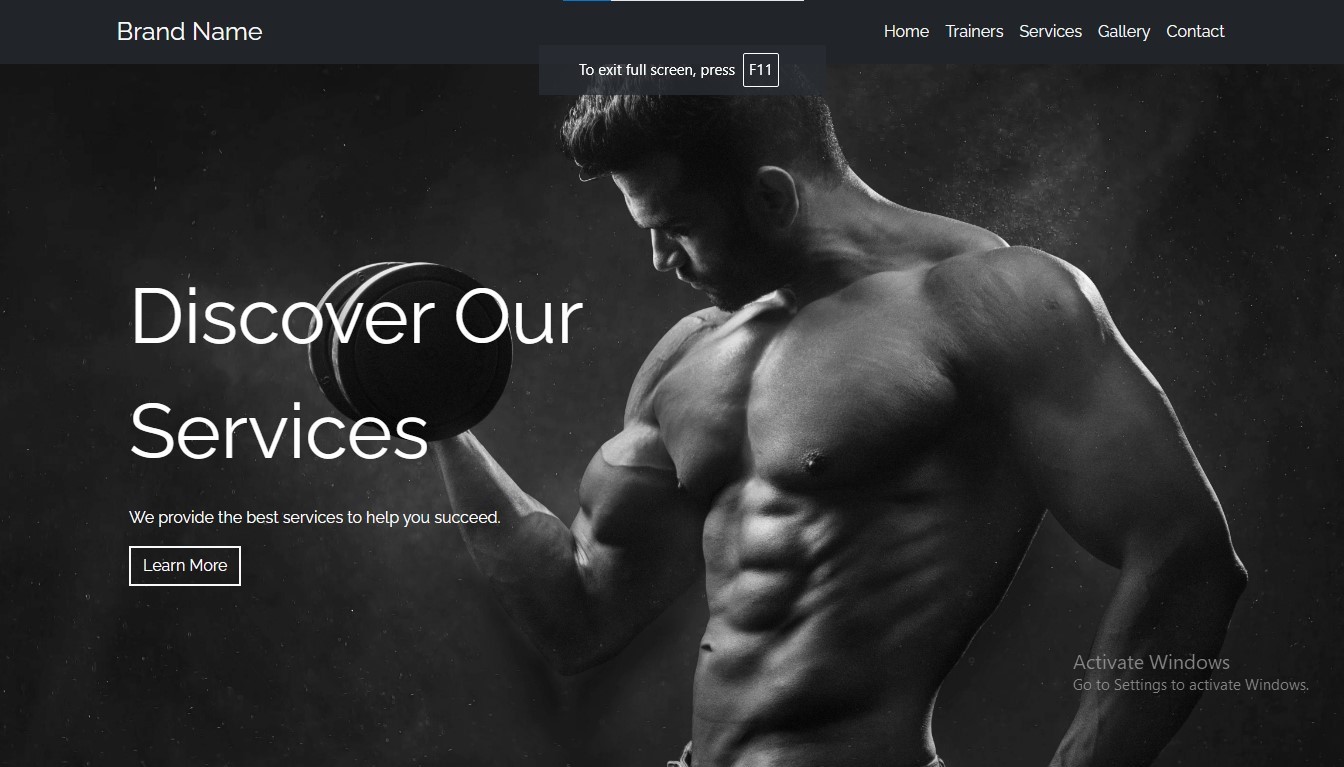 Brand Name
Home Trainers Services Gallery Contact
To exit full screen, press F11
Discover Our
Services
We provide the best services to help you succeed.
Learn More
Activate Windows
Go to Settings to activate Windows.